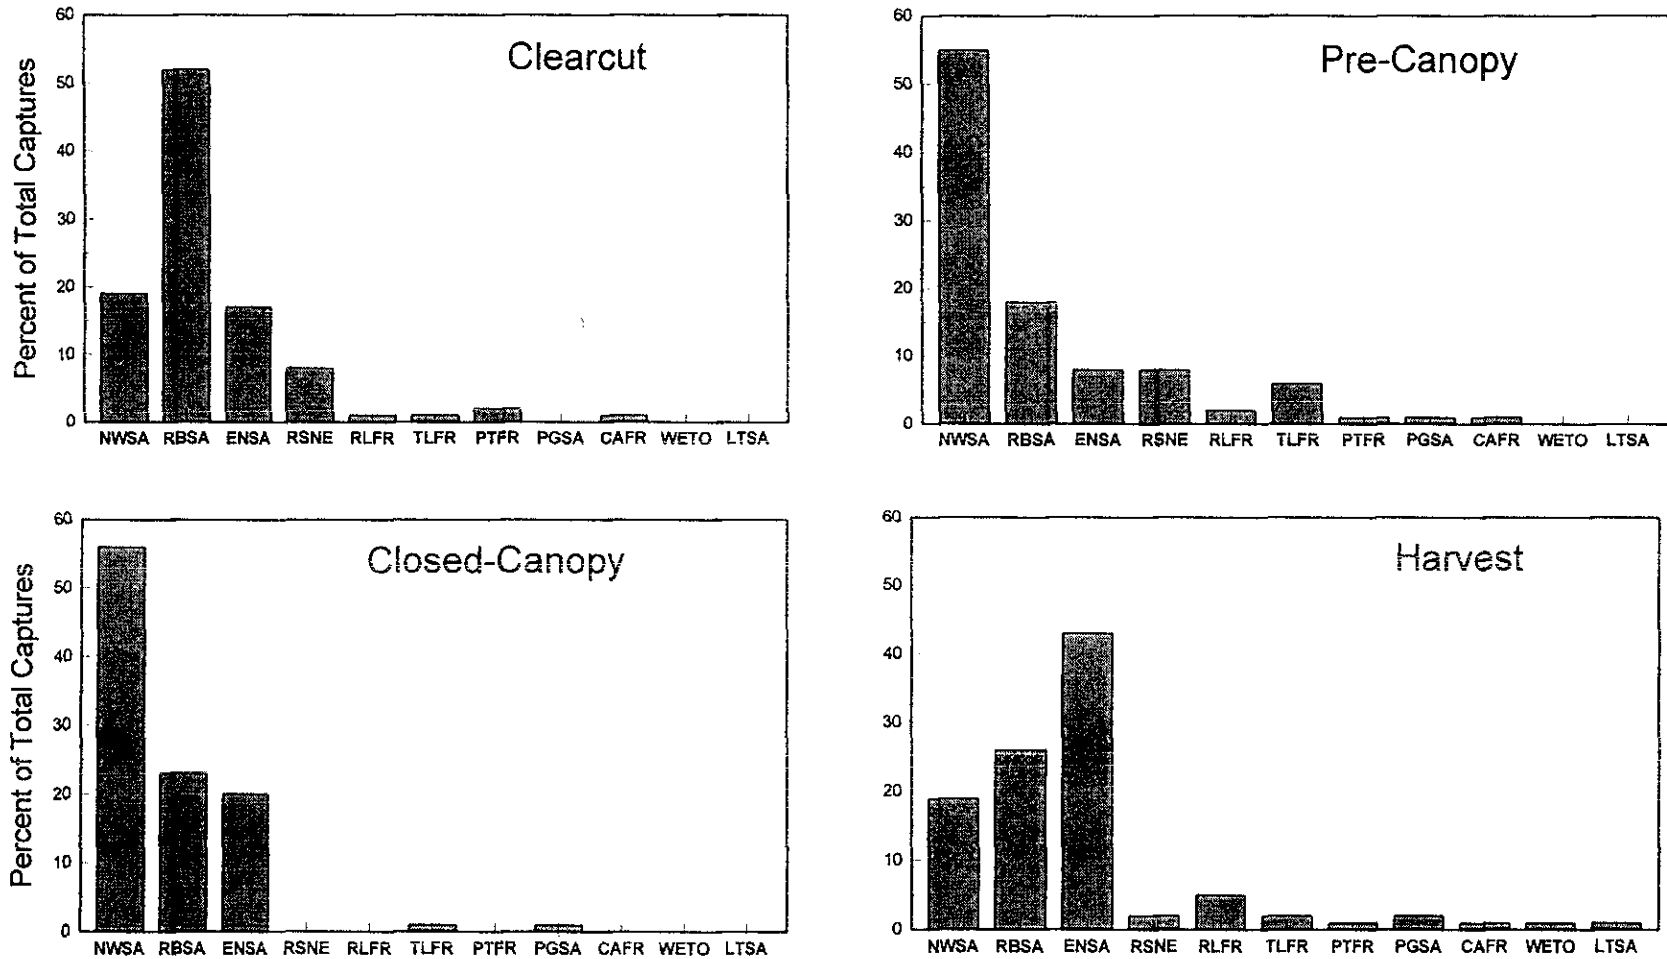 Clearcut
Percent of Total Captures
60
50
40
30
20
10
0
NWSA RBSA ENSA RSNE RLFR TLFR PTFR PGSA CAFR WETO LTSA
Pre-Canopy
60
50
40
30
20
10
0
NWSA RBSA ENSA RSNE RLFR TLFR PTFR PGSA CAFR WETO LTSA
Closed-Canopy
Percent of Total Captures
60
50
40
30
20
10
0
NWSA RBSA ENSA RSNE RLFR TLFR PTFR PGSA CAFR WETO LTSA
Harvest
60
50
40
30
20
10
0
NWSA RBSA ENSA RSNE RLFR TLFR PTFR PGSA CAFR WETO LTSA